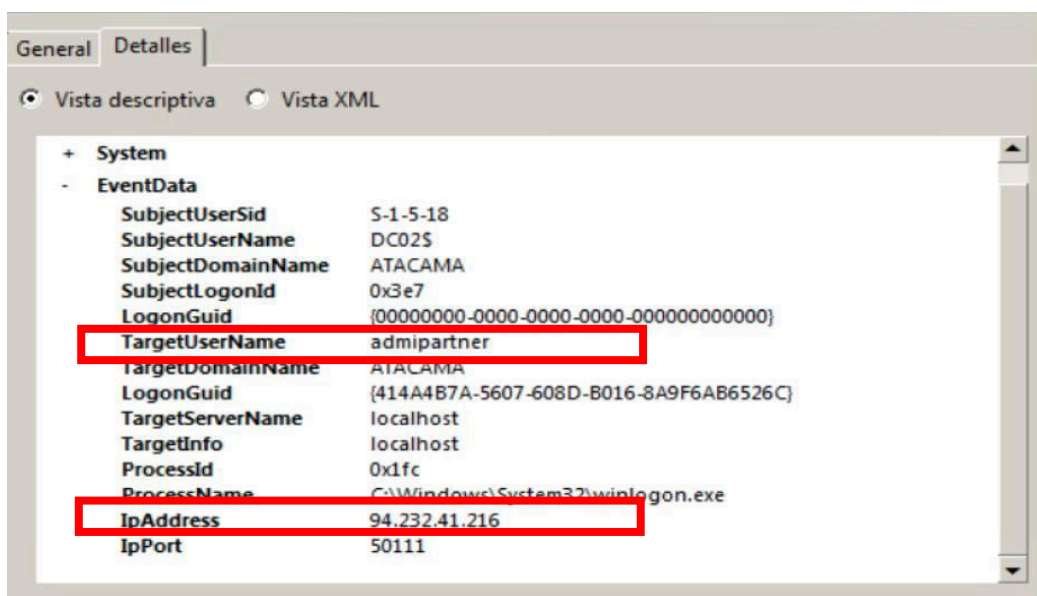 General Detalles
Vista descriptiva Vista XML
+ System
- EventData
SubjectUserSid S-1-5-18
SubjectUserName DC02$
SubjectDomainName ATACAMA
SubjectLogonId 0x3e7
LogonGuid {00000000-0000-0000-0000-000000000000}
TargetUserName admipartner
TargetDomainName ATACAMA
LogonGuid {414A4B7A-5607-608D-B016-8A9F6AB6526C}
TargetServerName localhost
TargetInfo localhost
ProcessId 0x1fc
ProcessName C:\Windows\System32\winlogon.exe
IpAddress 94.232.41.216
IpPort 50111